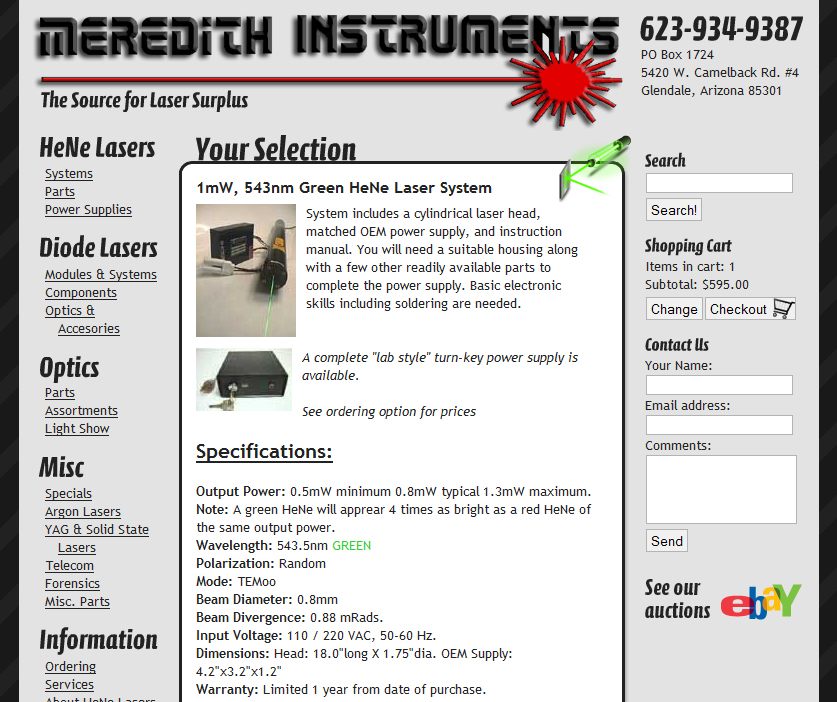 MEREDITH INSTRUMENTS
The Source for Laser Surplus
623-934-9387
PO Box 1724
5420 W. Camelback Rd. #4
Glendale, Arizona 85301
HeNe Lasers
Systems
Parts
Power Supplies
Diode Lasers
Modules & Systems
Components
Optics &
Accesories
Optics
Parts
Assortments
Light Show
Misc
Specials
Argon Lasers
YAG & Solid State
Lasers
Telecom
Forensics
Misc. Parts
Information
Ordering
Services
About HeNe Lasers
Your Selection
1mW, 543nm Green HeNe Laser System
System includes a cylindrical laser head,
matched OEM power supply, and instruction
manual. You will need a suitable housing along
with a few other readily available parts to
complete the power supply. Basic electronic
skills including soldering are needed.
A complete "lab style" turn-key power supply is
available.
See ordering option for prices
Specifications:
Output Power: 0.5mW minimum 0.8mW typical 1.3mW maximum.
Note: A green HeNe will apprear 4 times as bright as a red HeNe of
the same output power.
Wavelength: 543.5nm GREEN
Polarization: Random
Mode: TEMoo
Beam Diameter: 0.8mm
Beam Divergence: 0.88 mRads.
Input Voltage: 110 / 220 VAC, 50-60 Hz.
Dimensions: Head: 18.0"long X 1.75"dia. OEM Supply:
4.2"x3.2"x1.2"
Warranty: Limited 1 year from date of purchase.
Search
Search!
Shopping Cart
Items in cart: 1
Subtotal: $595.00
Change Checkout
Contact Us
Your Name:
Email address:
Comments:
Send
See our
auctions
ebaY